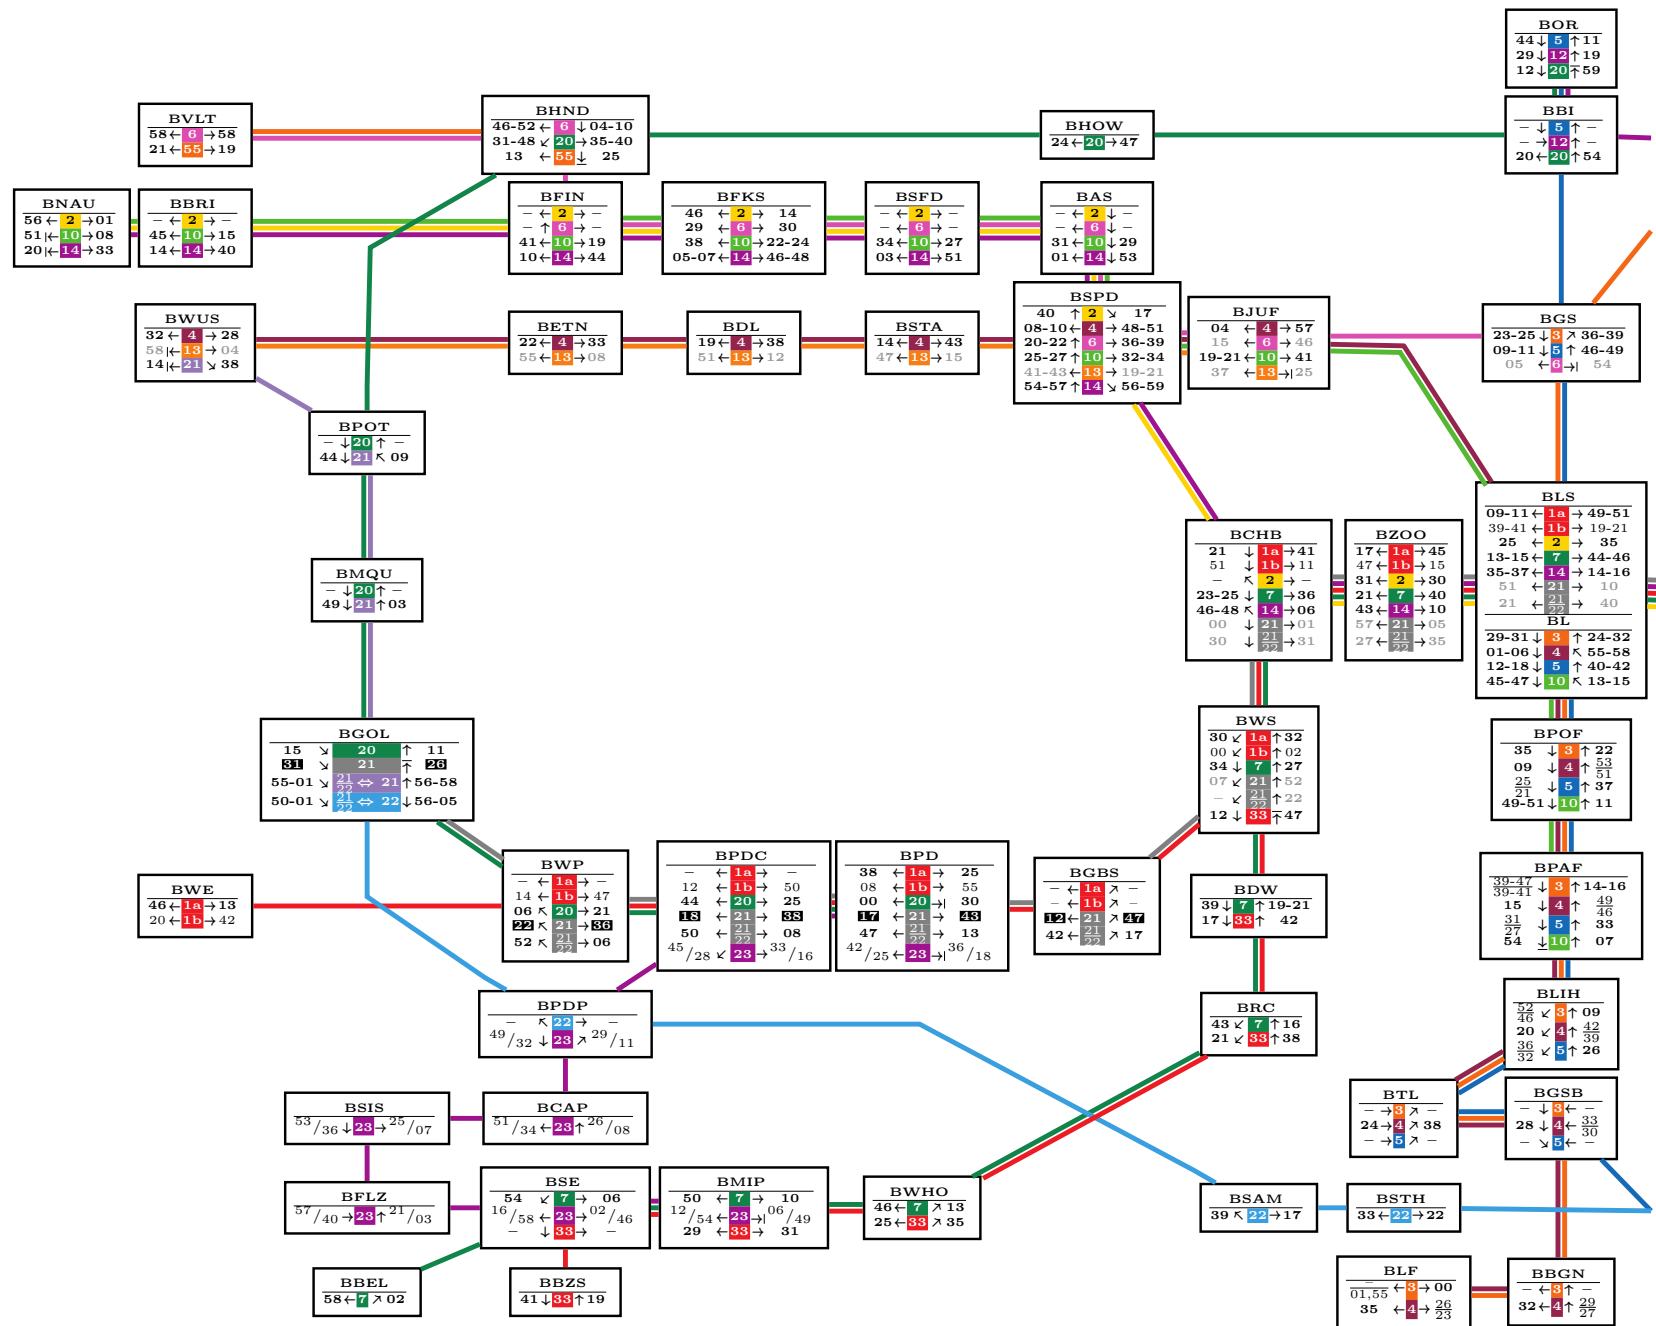 BOR
44 ↓ 5 ↑ 11
29 ↓ 12 ↑ 19
12 ↓ 20 ↑ 59
BVLT
58 ← 6 → 58
21 ← 55 → 19
BHND
46-52 ← 6 ↓ 04-10
31-48 ↙ 20 → 35-40
13 ← 55 ↓ 25
BHOW
24 ← 20 → 47
BBI
– ↓ 5 ↑ –
– → 12 ↑ –
20 ← 20 ↑ 54
BNAU
56 ← 2 → 01
51 |← 10 → 08
20 |← 14 → 33
BBRI
– ← 2 → –
45 ← 10 → 15
14 ← 14 → 40
BFIN
– ← 2 → –
– ↑ 6 → –
41 ← 10 → 19
10 ← 14 → 44
BFKS
46 ← 2 → 14
29 ← 6 → 30
38 ← 10 → 22-24
05-07 ← 14 → 46-48
BSFD
– ← 2 → –
– ← 6 → –
34 ← 10 → 27
03 ← 14 → 51
BAS
– ← 2 ↓ –
– ← 6 ↓ –
31 ← 10 ↓ 29
01 ← 14 ↓ 53
BWUS
32 ← 4 → 28
58 |← 13 → 04
14 |← 21 ↘ 38
BETN
22 ← 4 → 33
55 ← 13 → 08
BDL
19 ← 4 → 38
51 ← 13 → 12
BSTA
14 ← 4 → 43
47 ← 13 → 15
BSPD
40 ↑ 2 ↘ 17
08-10 ← 4 → 48-51
20-22 ↑ 6 → 36-39
25-27 ↑ 10 → 32-34
41-43 ← 13 → 19-21
54-57 ↑ 14 ↘ 56-59
BJUF
04 ← 4 → 57
15 ← 6 → 46
19-21 ← 10 → 41
37 ← 13 →| 25
BGS
23-25 ↓ 3 ↗ 36-39
09-11 ↓ 5 ↑ 46-49
05 ← 6 →| 54
BPOT
– ↓ 20 ↑ –
44 ↓ 21 ↖ 09
BCHB
21 ↓ 1a → 41
51 ↓ 1b → 11
– ↖ 2 → –
23-25 ↓ 7 → 36
46-48 ↖ 14 → 06
00 ↓ 21 → 01
30 ↓ 21/22 → 31
BZOO
17 ← 1a → 45
47 ← 1b → 15
31 ← 2 → 30
21 ← 7 → 40
43 ← 14 → 10
57 ← 21 → 05
27 ← 21/22 → 35
BLS
09-11 ← 1a → 49-51
39-41 ← 1b → 19-21
25 ← 2 → 35
13-15 ← 7 → 44-46
35-37 ← 14 → 14-16
51 ← 21 → 10
21 ← 21/22 → 40
BL
29-31 ↓ 3 ↑ 24-32
01-06 ↓ 4 ↖ 55-58
12-18 ↓ 5 ↑ 40-42
45-47 ↓ 10 ↖ 13-15
BMQU
– ↓ 20 ↑ –
49 ↓ 21 ↑ 03
BGOL
15 ↘ 20 ↑ 11
31 ↘ 21 ↑ 26
55-01 ↘ 21/22 ⇔ 21 ↑ 56-58
50-01 ↘ 21/22 ⇔ 22 ↓ 56-05
BWS
30 ↙ 1a ↑ 32
00 ↙ 1b ↑ 02
34 ↓ 7 ↑ 27
07 ↙ 21 ↑ 52
– ↙ 21/22 ↑ 22
12 ↓ 33 ↑ 47
BPOF
35 ↓ 3 ↑ 22
09 ↓ 4 ↑ 53/51
25/21 ↓ 5 ↑ 37
49-51 ↓ 10 ↑ 11
BWE
46 ← 1a → 13
20 ← 1b → 42
BWP
– ← 1a → –
14 ← 1b → 47
06 ↖ 20 → 21
22 ↖ 21 → 36
52 ↖ 21/22 → 06
BPDC
– ← 1a → –
12 ← 1b → 50
44 ← 20 → 25
18 ← 21 → 38
50 ← 21/22 → 08
45/28 ↙ 23 → 33/16
BPD
38 ← 1a → 25
08 ← 1b → 55
00 ← 20 →| 30
17 ← 21 → 43
47 ← 21/22 → 13
42/25 ← 23 →| 36/18
BGBS
– ← 1a ↗ –
– ← 1b ↗ –
12 ← 21 ↗ 47
42 ← 21/22 ↗ 17
BDW
39 ↓ 7 ↑ 19-21
17 ↓ 33 ↑ 42
BPAF
39-47/39-41 ↓ 3 ↑ 14-16
15 ↓ 4 ↑ 49/46
31/27 ↓ 5 ↑ 33
54 ↓ 10 ↑ 07
BPDP
– ↖ 22 → –
49/32 ↓ 23 ↗ 29/11
BRC
43 ↙ 7 ↑ 16
21 ↙ 33 ↑ 38
BLIH
52/46 ↙ 3 ↑ 09
20 ↙ 4 ↑ 42/39
36/32 ↙ 5 ↑ 26
BSIS
53/36 ↓ 23 → 25/07
BCAP
51/34 ← 23 ↑ 26/08
BTL
– → 3 ↗ –
24 → 4 ↗ 38
– → 5 ↗ –
BGSB
– ↓ 3 ← –
28 ↓ 4 ← 33/30
– ↘ 5 ← –
BFLZ
57/40 → 23 ↑ 21/03
BSE
54 ↙ 7 → 06
16/58 ← 23 → 02/46
– ↓ 33 → –
BMIP
50 ← 7 → 10
12/54 ← 23 →| 06/49
29 ← 33 → 31
BWHO
46 ← 7 ↗ 13
25 ← 33 ↗ 35
BSAM
39 ↖ 22 → 17
BSTH
33 ← 22 → 22
BBEL
58 ← 7 ↗ 02
BBZS
41 ↓ 33 ↑ 19
BLF
–/01,55 ← 3 → 00
35 ← 4 → 26/23
BBGN
– ← 3 ↑ –
32 ← 4 ↑ 29/27